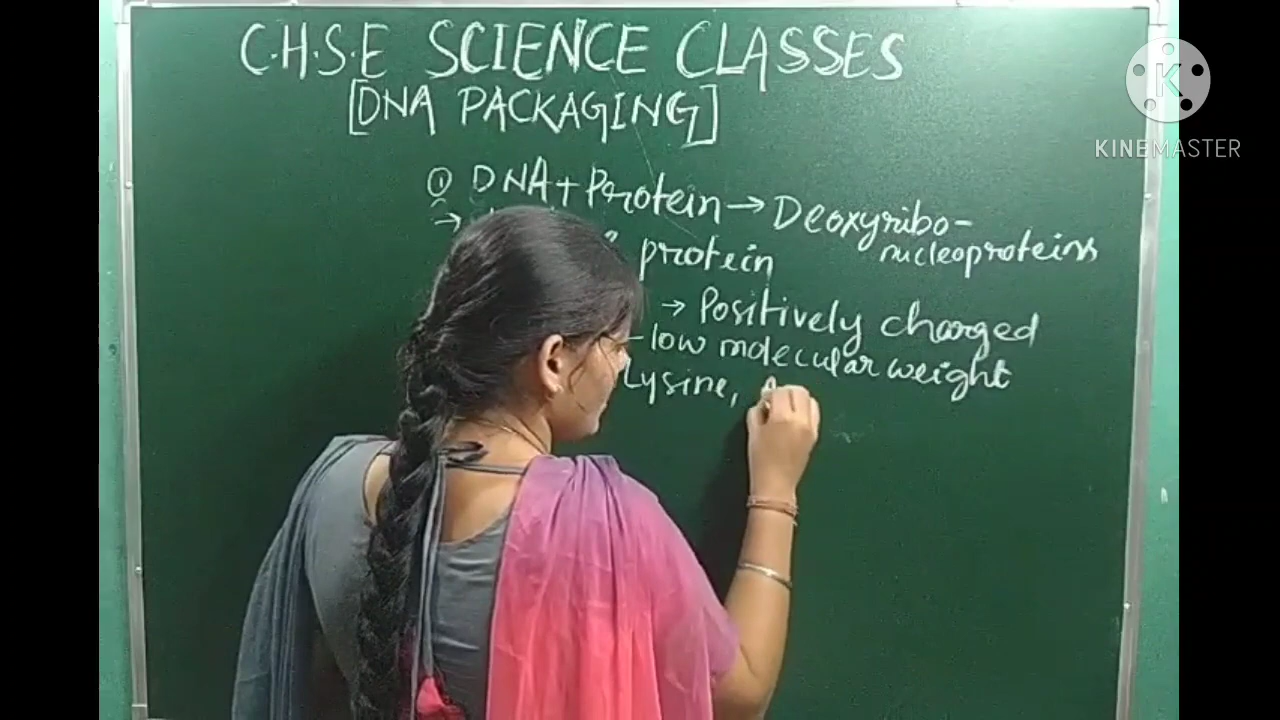 C.H.S.E SCIENCE CLASSES
[DNA PACKAGING]
① DNA + Protein → Deoxyribo-
nucleoproteins
→ protein
→ Positively charged
- low molecular weight
Lysine,
K
KINEMASTER